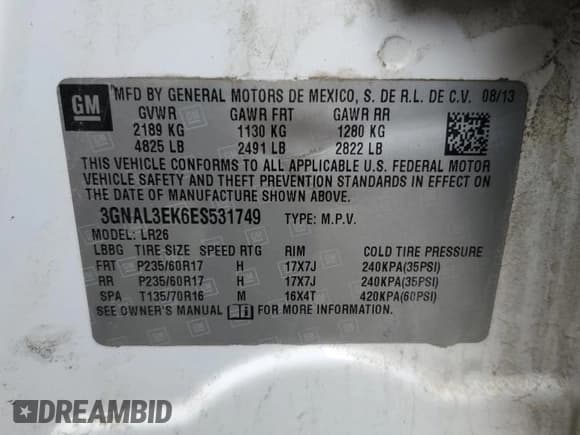 GM
MFD BY GENERAL MOTORS DE MEXICO, S. DE R.L. DE C.V. 08/13
GVWR GAWR FRT GAWR RR
2189 KG 1130 KG 1280 KG
4825 LB 2491 LB 2822 LB
THIS VEHICLE CONFORMS TO ALL APPLICABLE U.S. FEDERAL MOTOR
VEHICLE SAFETY AND THEFT PREVENTION STANDARDS IN EFFECT ON
THE DATE OF MANUFACTURE SHOWN ABOVE.
3GNAL3EK6ES531749 TYPE: M.P.V.
MODEL: LR26
LBBG TIRE SIZE SPEED RTG RIM COLD TIRE PRESSURE
FRT P235/60R17 H 17X7J 240KPA(35PSI)
RR P235/60R17 H 17X7J 240KPA(35PSI)
SPA T135/70R16 M 16X4T 420KPA(60PSI)
SEE OWNER'S MANUAL FOR MORE INFORMATION.
DREAMBID